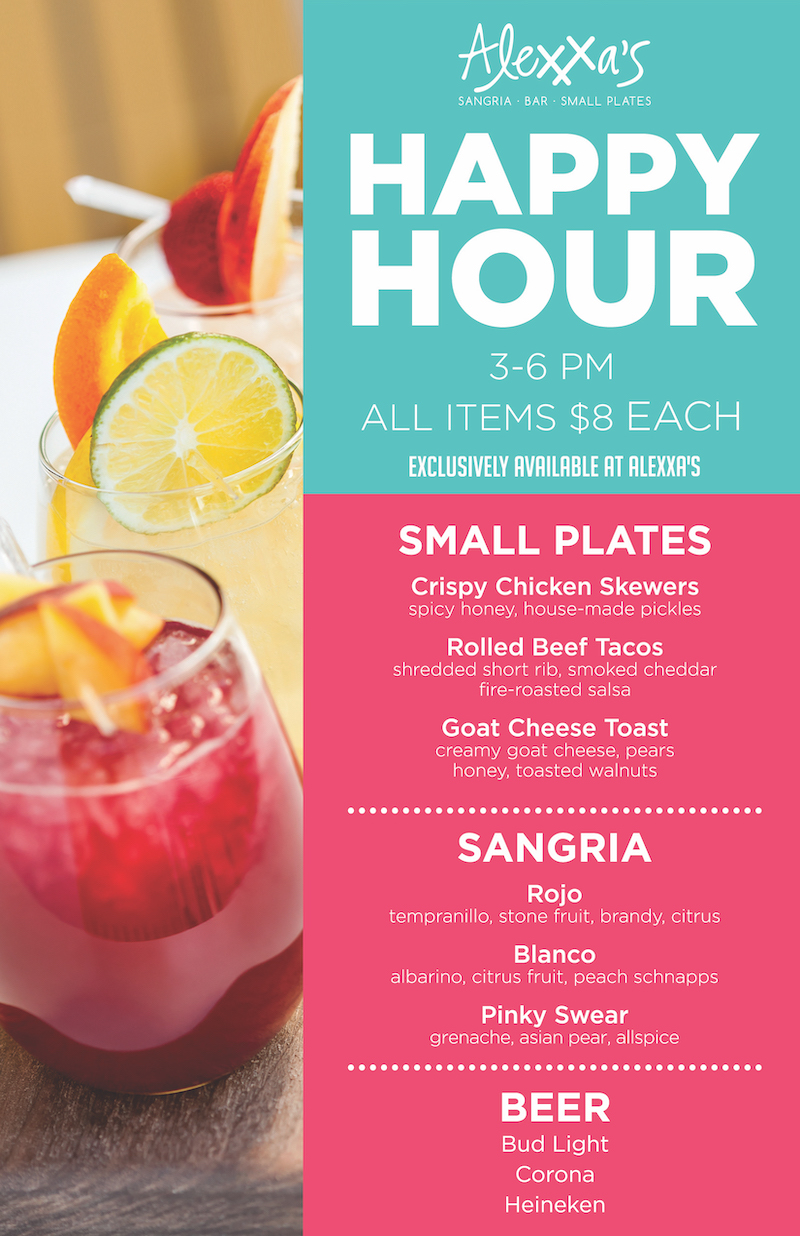 Alexxa's
SANGRIA · BAR · SMALL PLATES
HAPPY
HOUR
3-6 PM
ALL ITEMS $8 EACH
EXCLUSIVELY AVAILABLE AT ALEXXA'S
SMALL PLATES
Crispy Chicken Skewers
spicy honey, house-made pickles
Rolled Beef Tacos
shredded short rib, smoked cheddar
fire-roasted salsa
Goat Cheese Toast
creamy goat cheese, pears
honey, toasted walnuts
SANGRIA
Rojo
tempranillo, stone fruit, brandy, citrus
Blanco
albarino, citrus fruit, peach schnapps
Pinky Swear
grenache, asian pear, allspice
BEER
Bud Light
Corona
Heineken